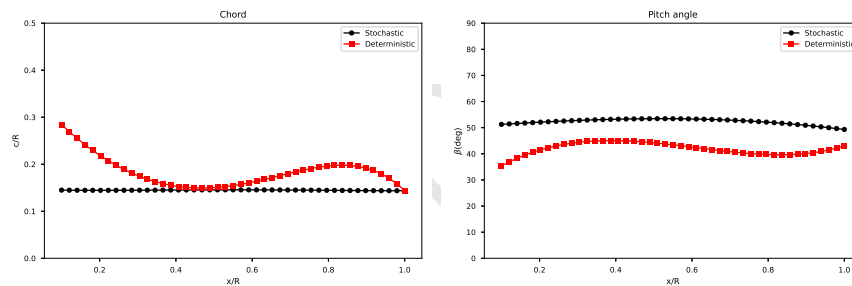 Chord
c/R
0.5
0.4
0.3
0.2
0.1
0.0
0.2
0.4
0.6
0.8
1.0
x/R
Stochastic
Deterministic
Pitch angle
β(deg)
90
80
70
60
50
40
30
20
10
0
0.2
0.4
0.6
0.8
1.0
x/R
Stochastic
Deterministic